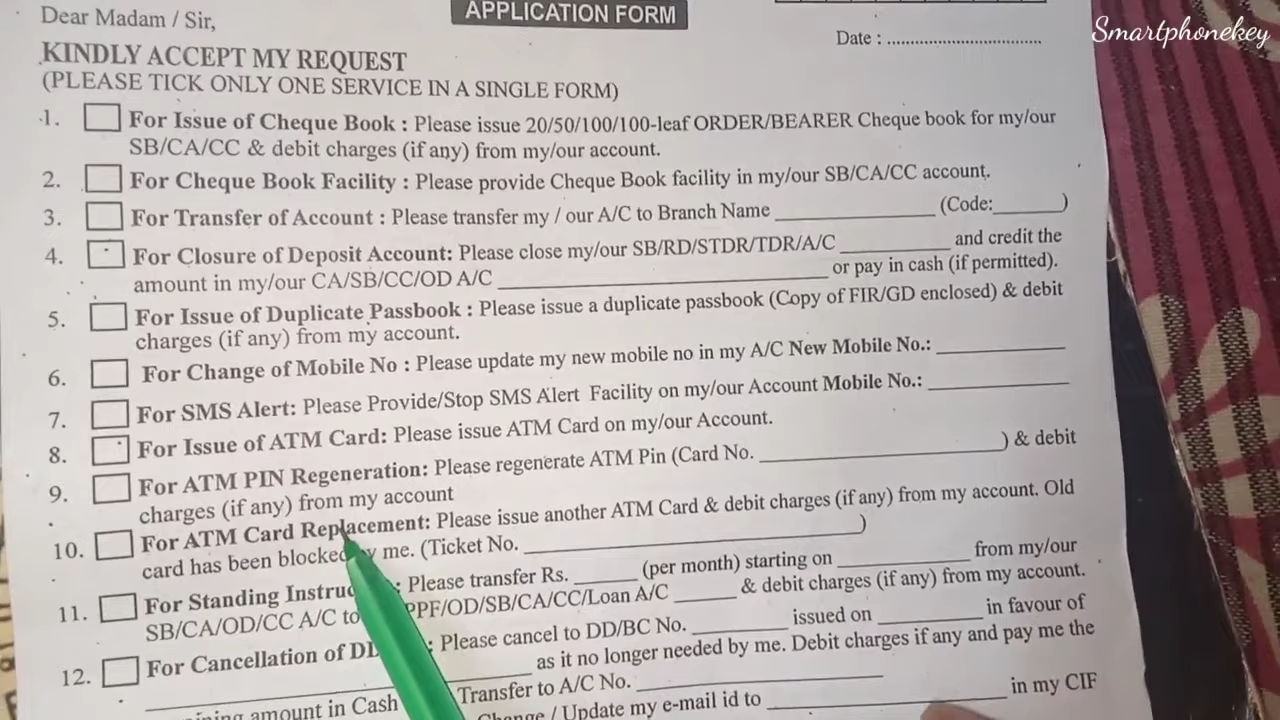 APPLICATION FORM
Smartphonekey
Dear Madam / Sir,
Date : ..................................
KINDLY ACCEPT MY REQUEST
(PLEASE TICK ONLY ONE SERVICE IN A SINGLE FORM)
1. For Issue of Cheque Book : Please issue 20/50/100/100-leaf ORDER/BEARER Cheque book for my/our
SB/CA/CC & debit charges (if any) from my/our account.
2. For Cheque Book Facility : Please provide Cheque Book facility in my/our SB/CA/CC account.
3. For Transfer of Account : Please transfer my / our A/C to Branch Name ______________ (Code:______)
4. For Closure of Deposit Account: Please close my/our SB/RD/STDR/TDR/A/C __________ and credit the
amount in my/our CA/SB/CC/OD A/C ______________________________ or pay in cash (if permitted).
5. For Issue of Duplicate Passbook : Please issue a duplicate passbook (Copy of FIR/GD enclosed) & debit
charges (if any) from my account.
6. For Change of Mobile No : Please update my new mobile no in my A/C New Mobile No.: ____________
7. For SMS Alert: Please Provide/Stop SMS Alert Facility on my/our Account Mobile No.: ____________
8. For Issue of ATM Card: Please issue ATM Card on my/our Account.
9. For ATM PIN Regeneration: Please regenerate ATM Pin (Card No. ______________________) & debit
charges (if any) from my account
10. For ATM Card Replacement: Please issue another ATM Card & debit charges (if any) from my account. Old
card has been blocked me. (Ticket No. ______________________________)
11. For Standing : Please transfer Rs. ______ (per month) starting on ____________ from my/our
SB/CA/OD/CC A/C to PPF/OD/SB/CA/CC/Loan A/C ______ & debit charges (if any) from my account.
12. For Cancellation of : Please cancel to DD/BC No. _________ issued on __________ in favour of
______________________________ as it no longer needed by me. Debit charges if any and pay me the
amount in Cash Transfer to A/C No. ______________________
Change / Update my e-mail id to ______________________ in my CIF